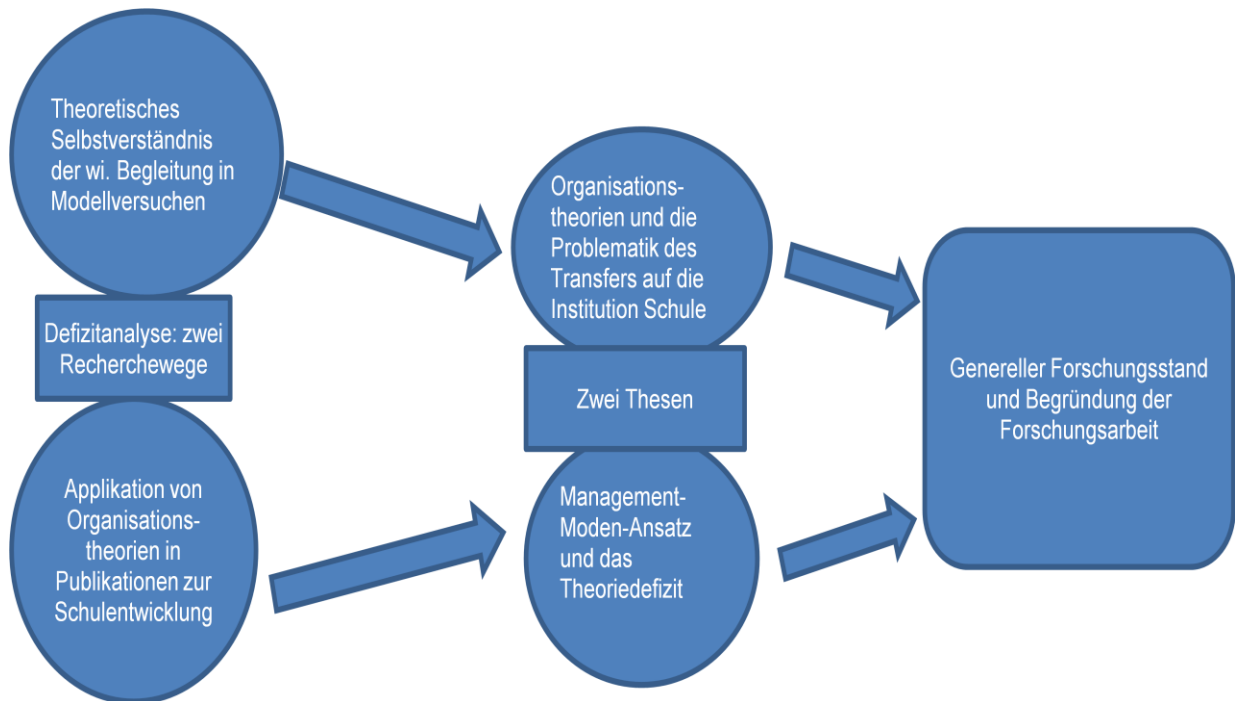 Theoretisches
Selbstverständnis
der wi. Begleitung in
Modellversuchen
Defizitanalyse: zwei
Recherchewege
Applikation von
Organisations-
theorien in
Publikationen zur
Schulentwicklung
Organisations-
theorien und die
Problematik des
Transfers auf die
Institution Schule
Zwei Thesen
Management-
Moden-Ansatz
und das
Theoriedefizit
Genereller Forschungsstand
und Begründung der
Forschungsarbeit